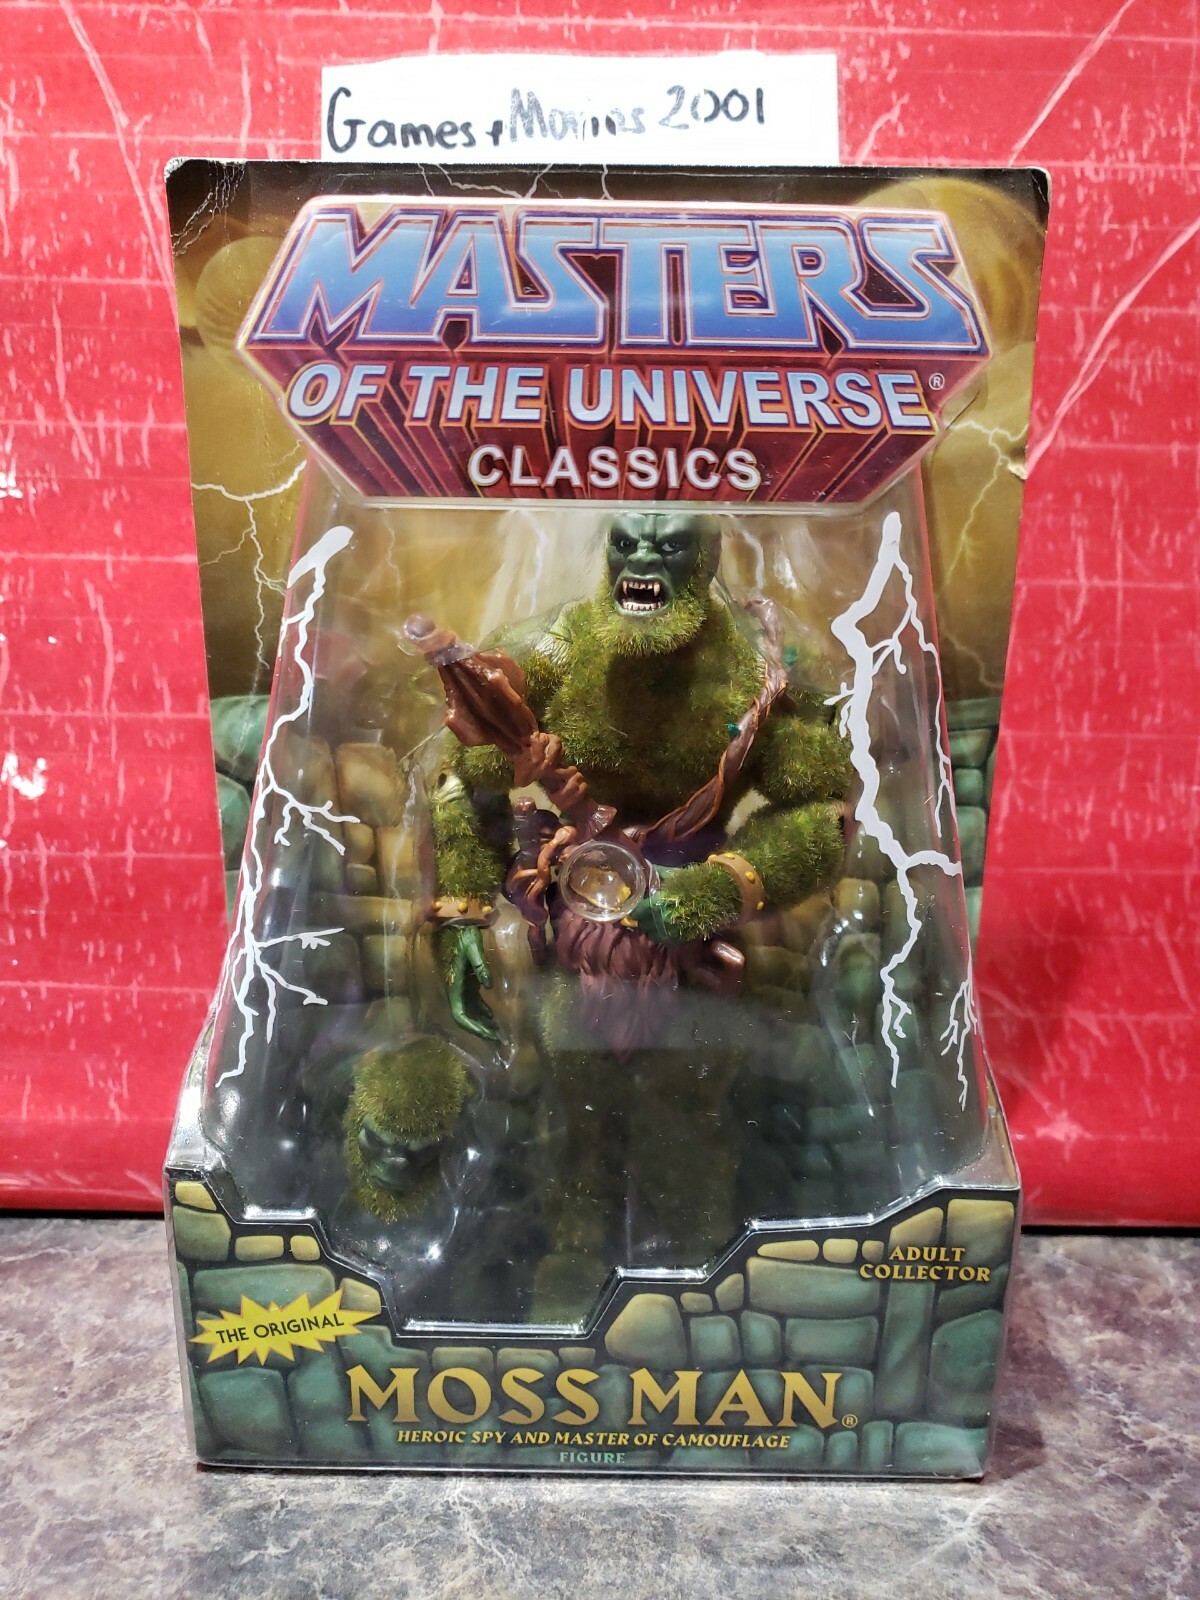 Games + Movies 2001
MASTERS
OF THE UNIVERSE®
CLASSICS
ADULT
COLLECTOR
THE ORIGINAL
MOSS MAN®
HEROIC SPY AND MASTER OF CAMOUFLAGE
FIGURE